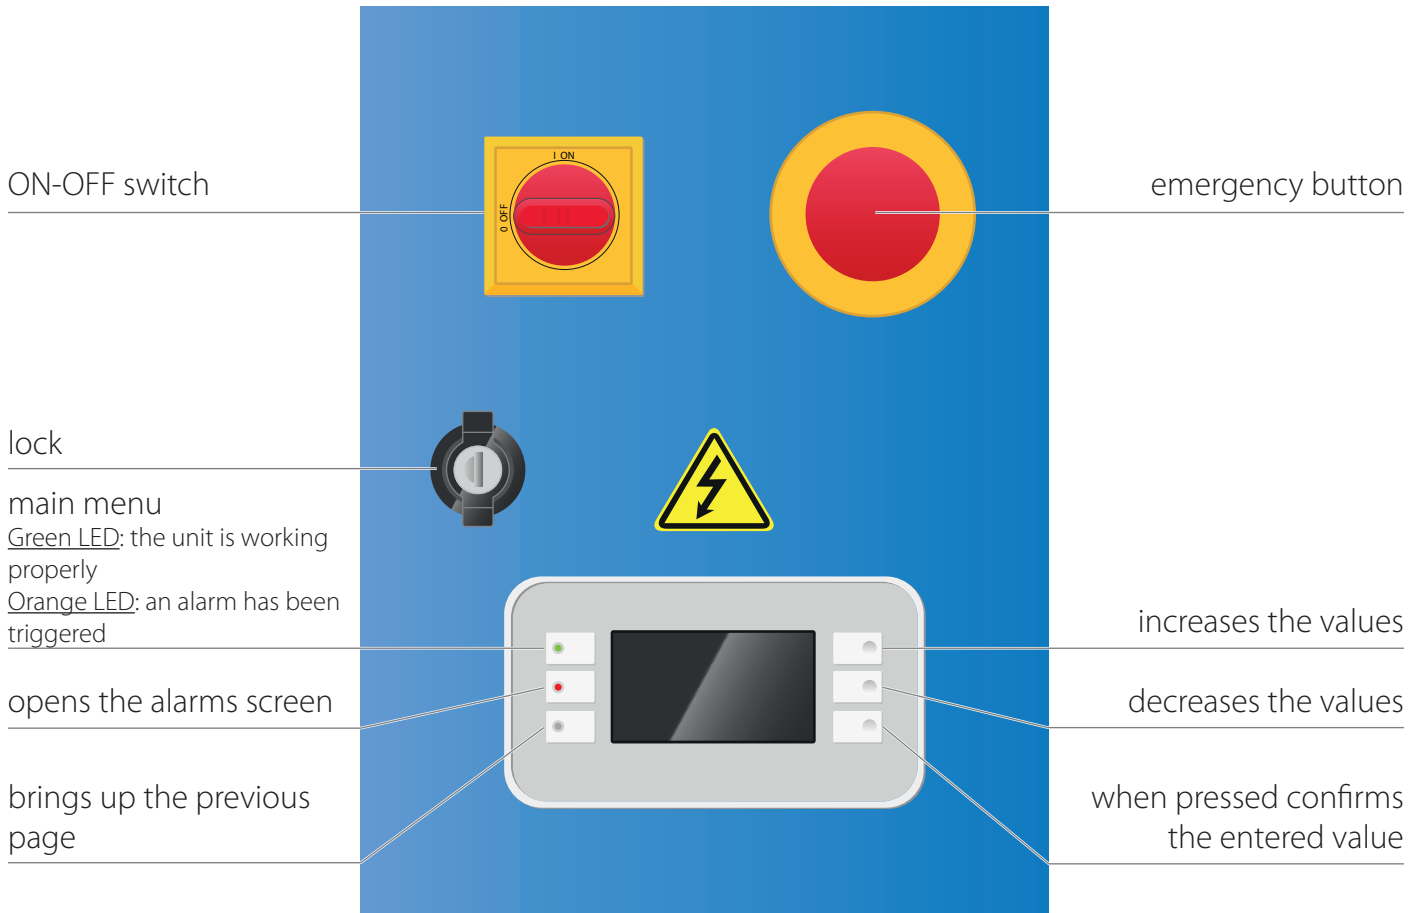 I ON
0 OFF
ON-OFF switch
emergency button
lock
main menu
Green LED: the unit is working
properly
Orange LED: an alarm has been
triggered
increases the values
opens the alarms screen
decreases the values
brings up the previous
page
when pressed confirms
the entered value